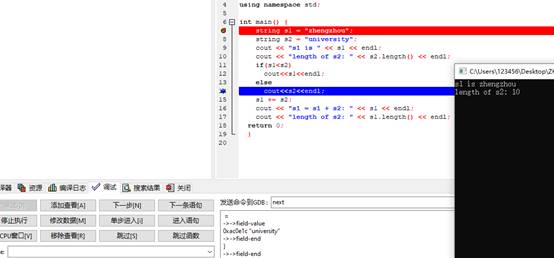 4 using namespace std;
5
6 int main() {
7 string s1 = "zhengzhou";
8 string s2 = "university";
9 cout << "s1 is " << s1 << endl;
10 cout << "length of s2: " << s2.length() << endl;
11 if(s1<s2)
12 cout<<s1<<endl;
13 else
cout<<s2<<endl;
15 s1 += s2;
16 cout << "s1 = s1 + s2: " << s1 << endl;
17 cout << "length of s1: " << s1.length() << endl;
18 return 0;
19 }
20
C:\Users\123456\Desktop\Z
s1 is zhengzhou
length of s2: 10
译器 资源 编译日志 调试 搜索结果 关闭
添加查看[A] 下一步[N] 下一条语句
停止执行 修改数据[M] 单步进入[i] 进入语句
CPU窗口[V] 移除查看[R] 跳过[S] 跳过函数
发送命令到GDB: next
=
->->field-value
0xac0e1c "university"
->->field-end
}
->->field-end